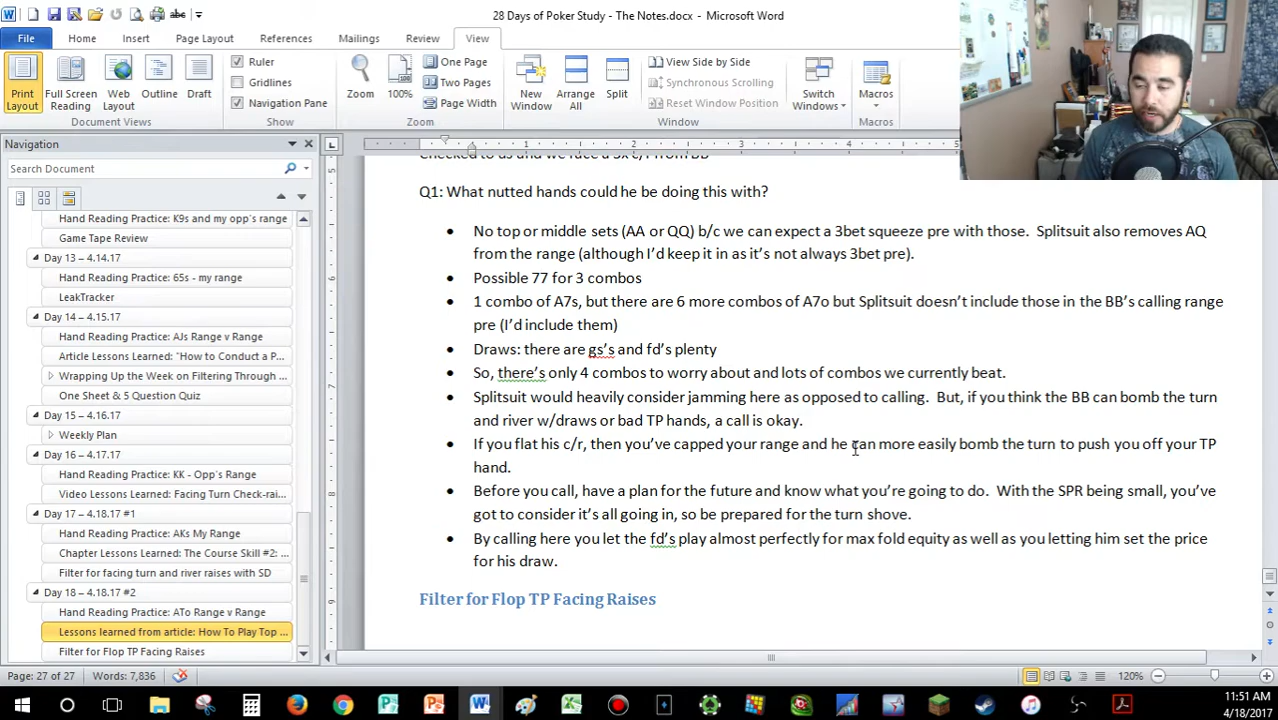 28 Days of Poker Study - The Notes.docx - Microsoft Word
File Home Insert Page Layout References Mailings Review View
Print Layout
Full Screen Reading
Web Layout
Outline
Draft
Document Views
Ruler
Gridlines
Navigation Pane
Show
Zoom
100%
One Page
Two Pages
Page Width
Zoom
New Window
Arrange All
Split
View Side by Side
Synchronous Scrolling
Reset Window Position
Window
Switch Windows
Macros
Macros
Navigation
Search Document
Hand Reading Practice: K9s and my opp's range
Game Tape Review
Day 13 – 4.14.17
Hand Reading Practice: 65s - my range
LeakTracker
Day 14 – 4.15.17
Hand Reading Practice: AJs Range v Range
Article Lessons Learned: "How to Conduct a P...
Wrapping Up the Week on Filtering Through ...
One Sheet & 5 Question Quiz
Day 15 – 4.16.17
Weekly Plan
Day 16 – 4.17.17
Hand Reading Practice: KK - Opp's Range
Video Lessons Learned: Facing Turn Check-rai...
Day 17 – 4.18.17 #1
Hand Reading Practice: AKs My Range
Chapter Lessons Learned: The Course Skill #2: ...
Filter for facing turn and river raises with SD
Day 18 – 4.18.17 #2
Hand Reading Practice: ATo Range v Range
Lessons learned from article: How To Play Top ...
Filter for Flop TP Facing Raises
1 2 3 4 5
Checked to us and we face a 3x c/r from BB
Q1: What nutted hands could he be doing this with?
• No top or middle sets (AA or QQ) b/c we can expect a 3bet squeeze pre with those. Splitsuit also removes AQ
from the range (although I'd keep it in as it's not always 3bet pre).
• Possible 77 for 3 combos
• 1 combo of A7s, but there are 6 more combos of A7o but Splitsuit doesn't include those in the BB's calling range
pre (I'd include them)
• Draws: there are gs's and fd's plenty
• So, there's only 4 combos to worry about and lots of combos we currently beat.
• Splitsuit would heavily consider jamming here as opposed to calling. But, if you think the BB can bomb the turn
and river w/draws or bad TP hands, a call is okay.
• If you flat his c/r, then you've capped your range and he can more easily bomb the turn to push you off your TP
hand.
• Before you call, have a plan for the future and know what you're going to do. With the SPR being small, you've
got to consider it's all going in, so be prepared for the turn shove.
• By calling here you let the fd's play almost perfectly for max fold equity as well as you letting him set the price
for his draw.
Filter for Flop TP Facing Raises
Page: 27 of 27 Words: 7,836 120%
11:51 AM
4/18/2017